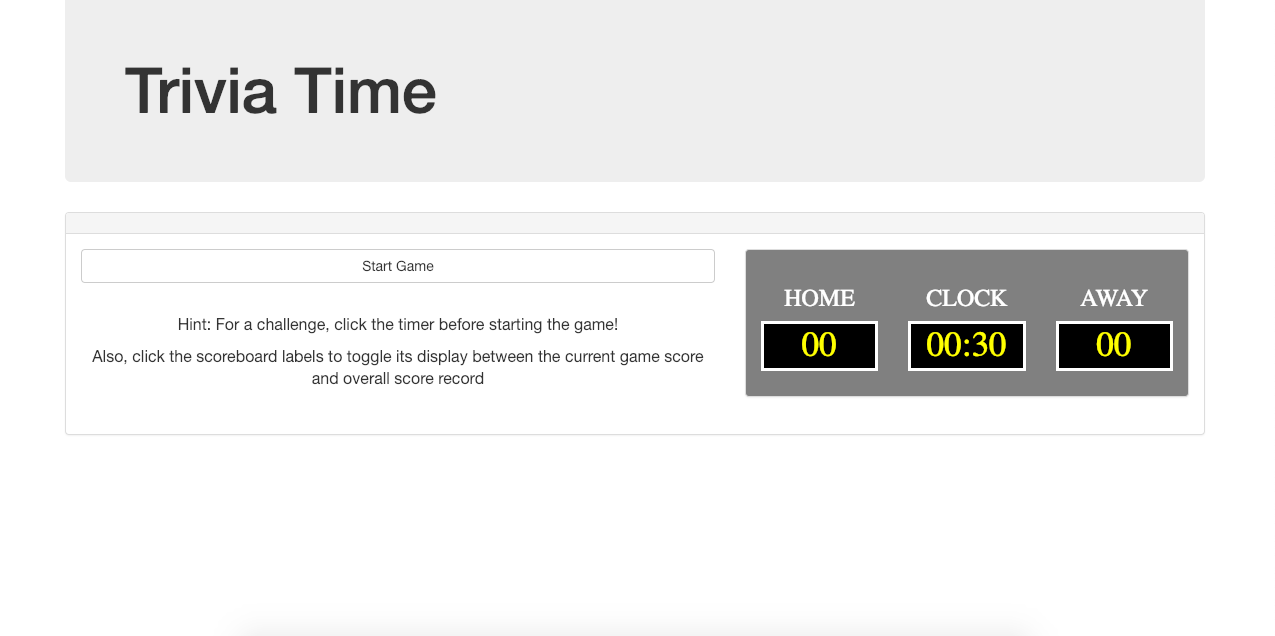 Trivia Time
Start Game
Hint: For a challenge, click the timer before starting the game!
Also, click the scoreboard labels to toggle its display between the current game score
and overall score record
HOME CLOCK AWAY
00 00:30 00